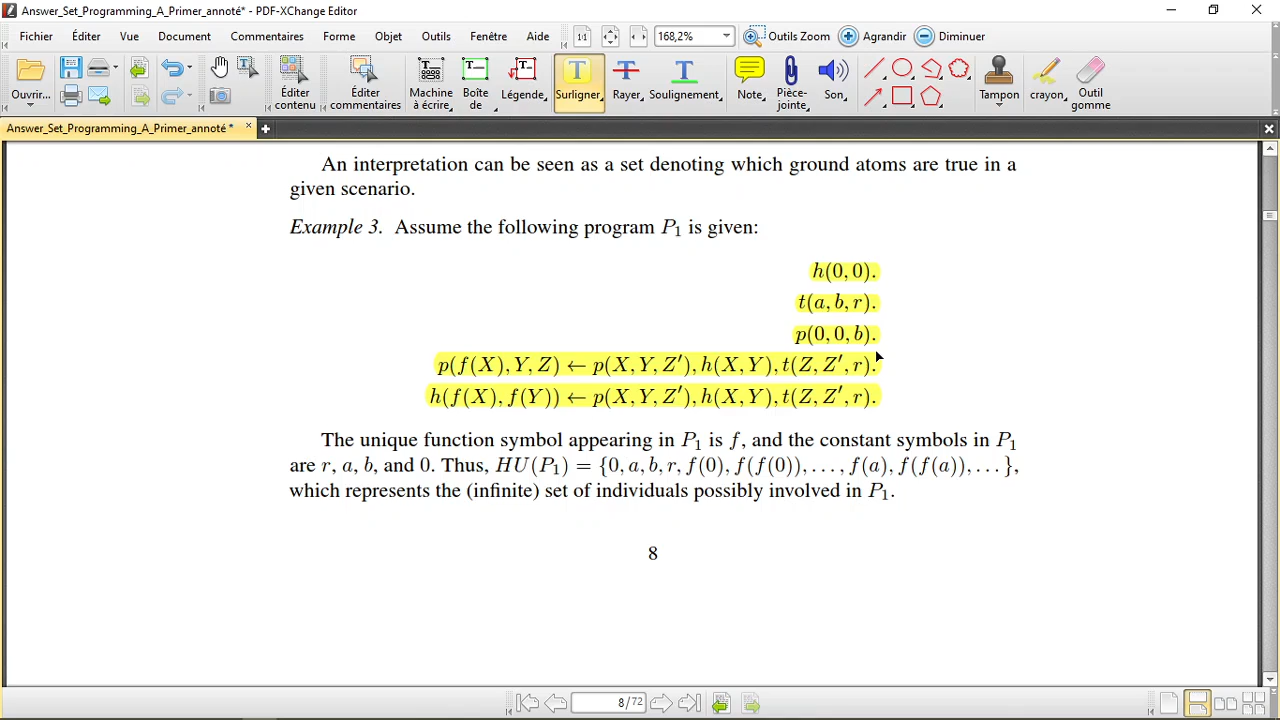 Answer_Set_Programming_A_Primer_annoté* - PDF-XChange Editor
Fichier Éditer Vue Document Commentaires Forme Objet Outils Fenêtre Aide 1:1 168,2% Outils Zoom Agrandir Diminuer
Ouvrir... Éditer contenu Éditer commentaires Machine à écrire Boîte de Légende, Surligner, Rayer, Soulignement Note, Pièce-jointe Son, Tampon crayon, Outil gomme
Answer_Set_Programming_A_Primer_annoté *
An interpretation can be seen as a set denoting which ground atoms are true in a
given scenario.
Example 3. Assume the following program P₁ is given:
h(0, 0).
t(a, b, r).
p(0, 0, b).
p(f(X), Y, Z) ← p(X, Y, Z′), h(X, Y), t(Z, Z′, r).
h(f(X), f(Y)) ← p(X, Y, Z′), h(X, Y), t(Z, Z′, r).
The unique function symbol appearing in P₁ is f, and the constant symbols in P₁
are r, a, b, and 0. Thus, HU(P₁) = {0, a, b, r, f(0), f(f(0)), . . . , f(a), f(f(a)), . . . },
which represents the (infinite) set of individuals possibly involved in P₁.
8
8/72